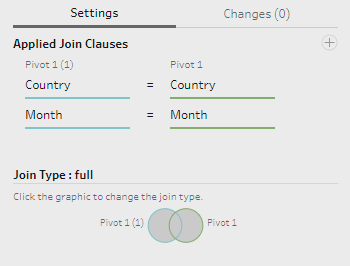 Settings Changes (0)
Applied Join Clauses
Pivot 1 (1) Pivot 1
Country = Country
Month = Month
Join Type : full
Click the graphic to change the join type.
Pivot 1 (1) Pivot 1